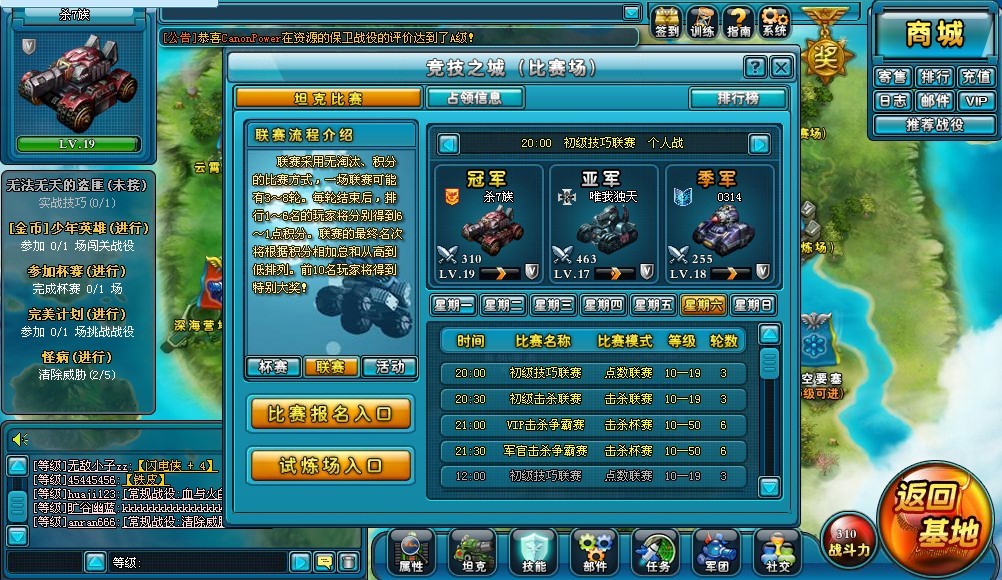 杀7族
LV.19
[公告]恭喜CanonPower在资源的保卫战役的评价达到了A级!
签到
训练
指南
系统
奖
商城
寄售
排行
充值
日志
邮件
VIP
推荐战役
无法无天的盗匪(未接)
实战技巧(0/1)
[金币]少年英雄(进行)
参加 0/1 场闯关战役
参加杯赛(进行)
完成杯赛 0/1 场
完美计划(进行)
参加 0/1 场挑战战役
怪病(进行)
清除威胁(2/5)
云霄
深海营地
赛场)
炼场)
空要塞
级可进)
竞技之城（比赛场）
坦克比赛
占领信息
排行榜
联赛流程介绍
联赛采用无淘汰、积分
的比赛方式，一场联赛可能
有3~8轮。每轮结束后，排
行1~6名的玩家将分别得到6
~1点积分。联赛的最终名次
将根据积分相加总和从高到
低排列。前10名玩家将得到
特别大奖！
杯赛
联赛
活动
比赛报名入口
试炼场入口
20:00 初级技巧联赛 个人战
冠军
杀7族
310
LV.19
亚军
唯我独天
463
LV.17
季军
0314
255
LV.18
星期一
星期二
星期三
星期四
星期五
星期六
星期日
时间 比赛名称 比赛模式 等级 轮数
20:00 初级技巧联赛 点数联赛 10—19 3
20:30 初级击杀联赛 击杀联赛 10—19 3
21:00 VIP击杀争霸赛 击杀杯赛 10—50 6
21:30 军官击杀争霸赛 击杀杯赛 10—50 6
12:00 初级技巧联赛 点数联赛 10—19 3
[等级]无敌小子zz:【闪电侠 + 4】
[等级]45445456:【铁皮】
[等级]huaji123:[常规战役:血与火
[等级]旷谷幽蓝:kkkkkkkkkkkkkkk
[等级]anran666:[常规战役:清除威胁
等级:
属性
坦克
技能
部件
任务
军团
社交
310
战斗力
返回
基地